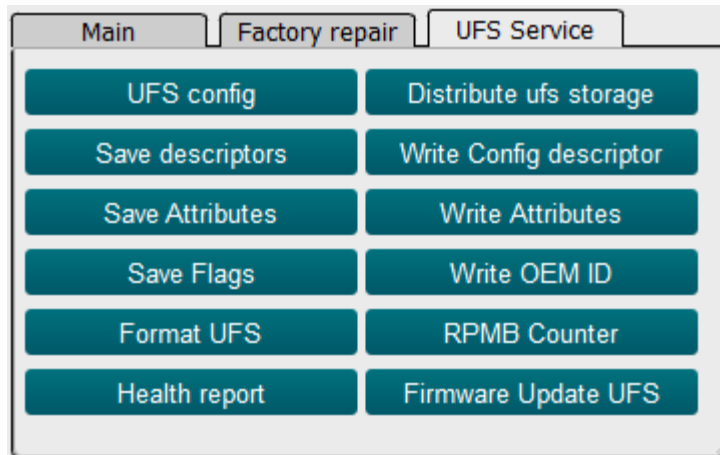 Main Factory repair UFS Service
UFS config Distribute ufs storage
Save descriptors Write Config descriptor
Save Attributes Write Attributes
Save Flags Write OEM ID
Format UFS RPMB Counter
Health report Firmware Update UFS